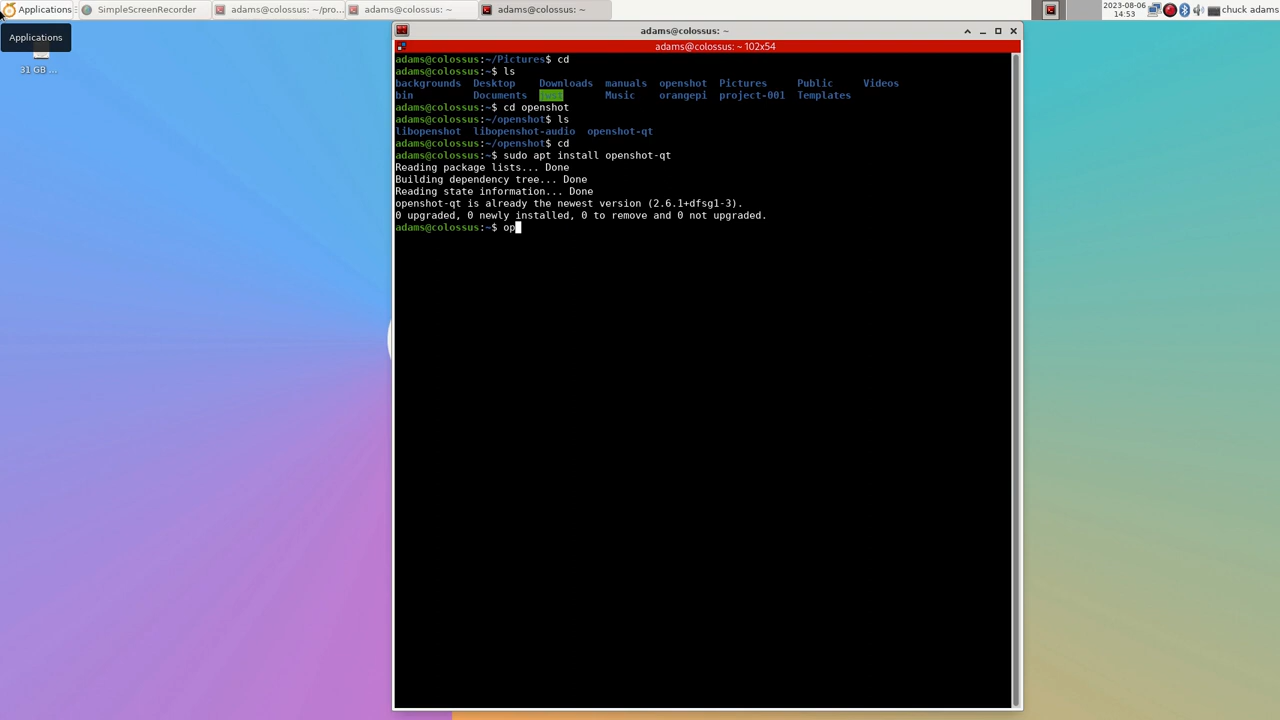 Applications
SimpleScreenRecorder
adams@colossus: ~/pro...
adams@colossus: ~
adams@colossus: ~
2023-08-06
14:53
chuck adams
Applications
31 GB ...
adams@colossus: ~
adams@colossus: ~ 102x54
adams@colossus:~/Pictures$ cd
adams@colossus:~$ ls
backgrounds Desktop Downloads manuals openshot Pictures Public Videos
bin Documents Music orangepi project-001 Templates
adams@colossus:~$ cd openshot
adams@colossus:~/openshot$ ls
libopenshot libopenshot-audio openshot-qt
adams@colossus:~/openshot$ cd
adams@colossus:~$ sudo apt install openshot-qt
Reading package lists... Done
Building dependency tree... Done
Reading state information... Done
openshot-qt is already the newest version (2.6.1+dfsg1-3).
0 upgraded, 0 newly installed, 0 to remove and 0 not upgraded.
adams@colossus:~$ op